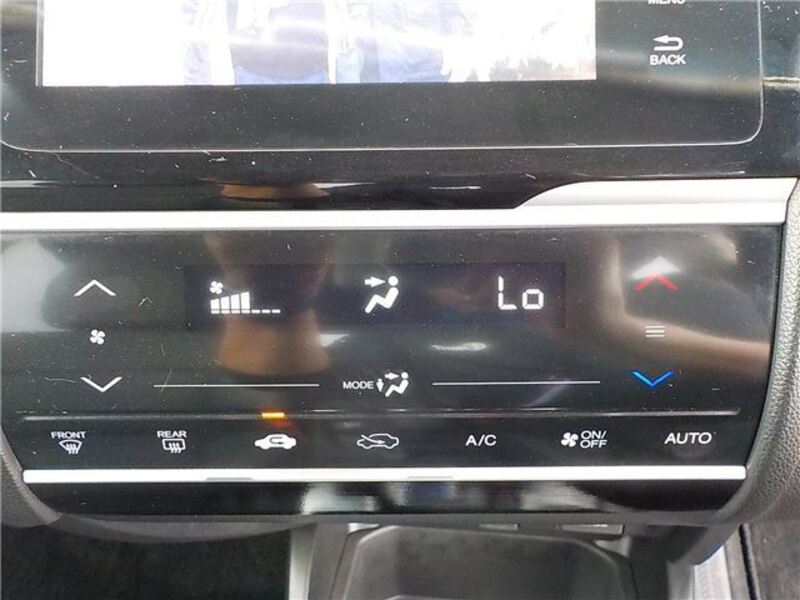 MENU
BACK
Lo
MODE
FRONT
REAR
A/C
ON/
OFF
AUTO